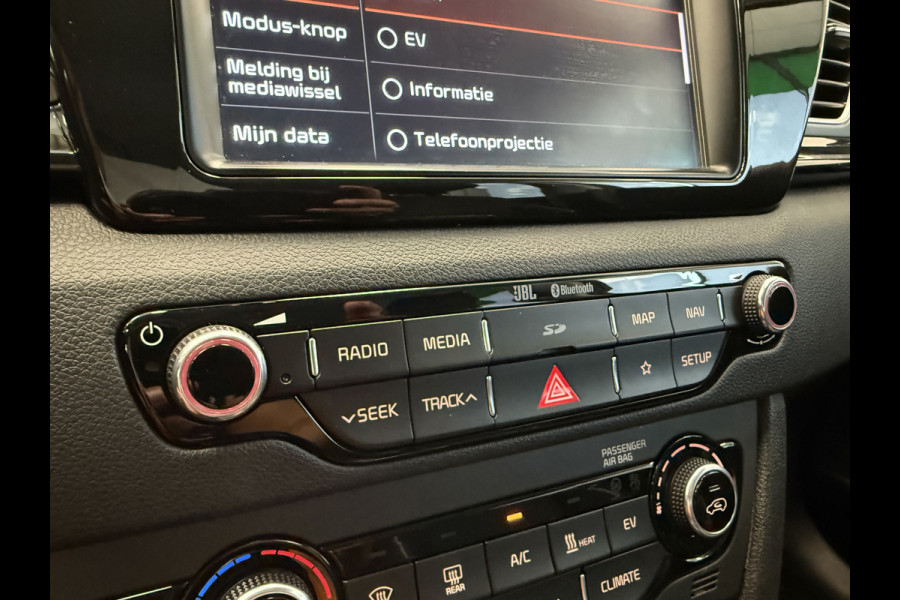 Modus-knop
EV
Melding bij
mediawissel
Informatie
Mijn data
Telefoonprojectie
JBL Bluetooth
RADIO
MEDIA
SD
MAP
NAV
SEEK
TRACK
SETUP
PASSENGER
AIR BAG
REAR
A/C
HEAT
EV
CLIMATE